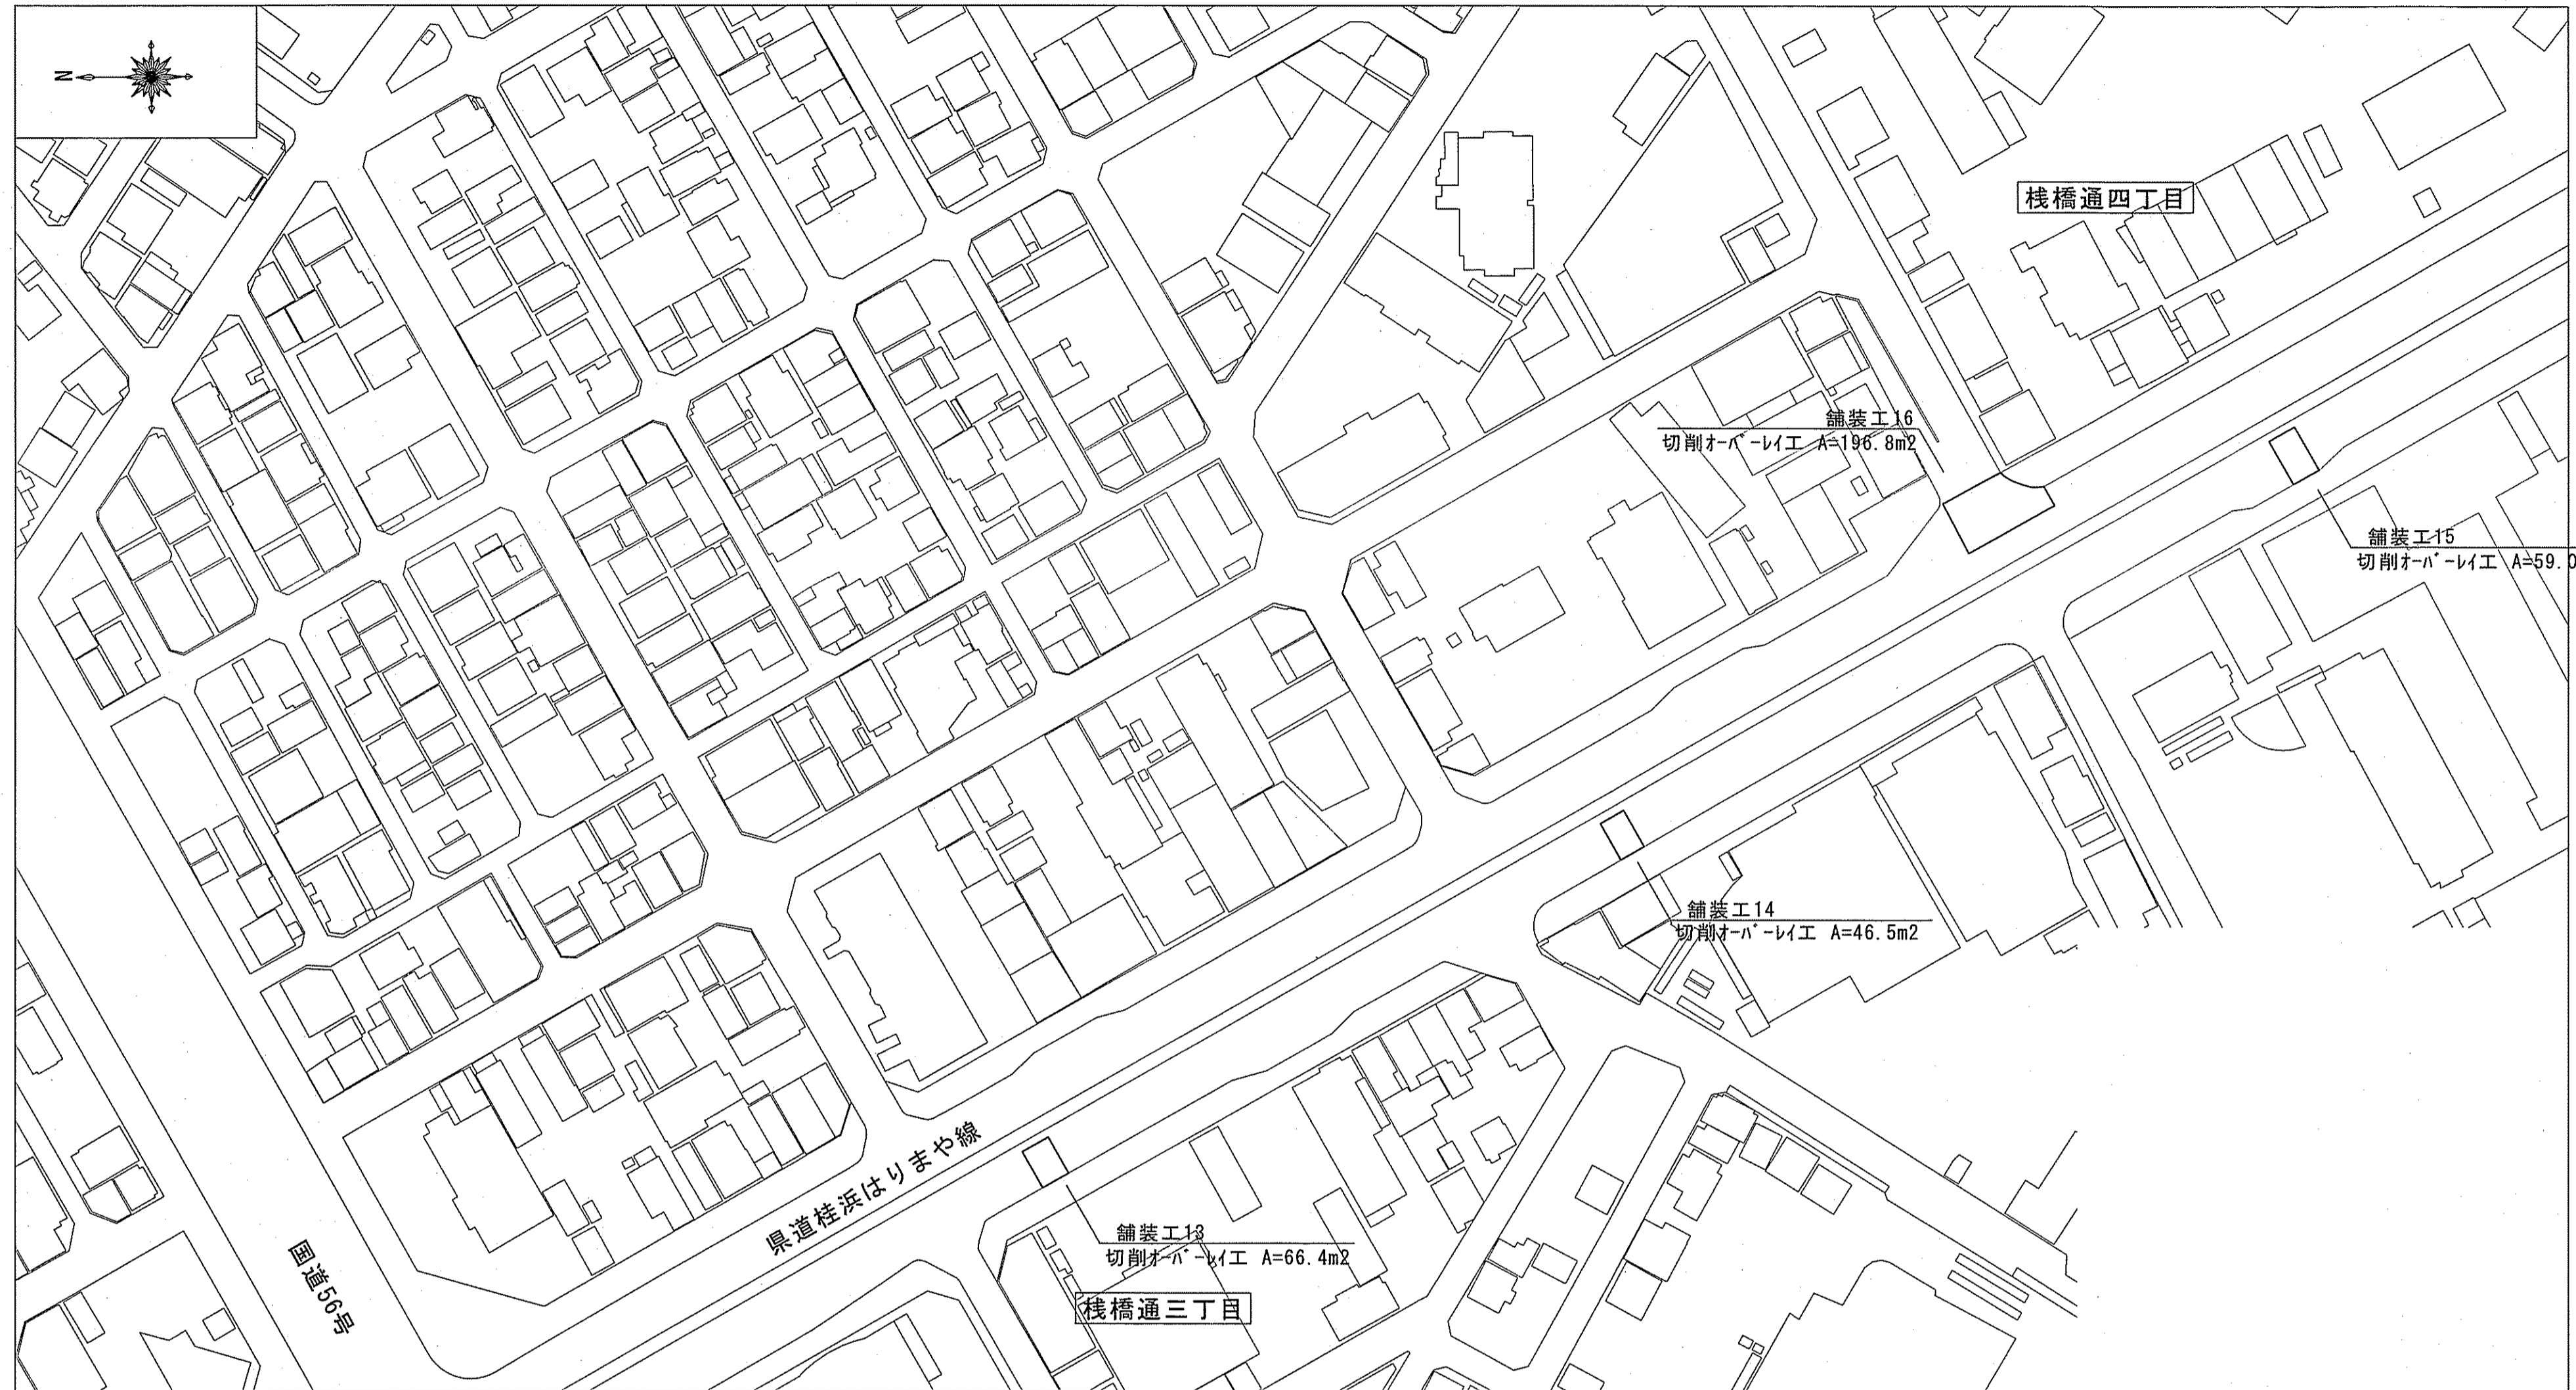 N
桟橋通四丁目
舗装工16
切削オーバーレイ工 A=196.8m2
舗装工15
切削オーバーレイ工 A=59.0
舗装工14
切削オーバーレイ工 A=46.5m2
県道桂浜はりまや線
舗装工13
切削オーバーレイ工 A=66.4m2
桟橋通三丁目
国道56号